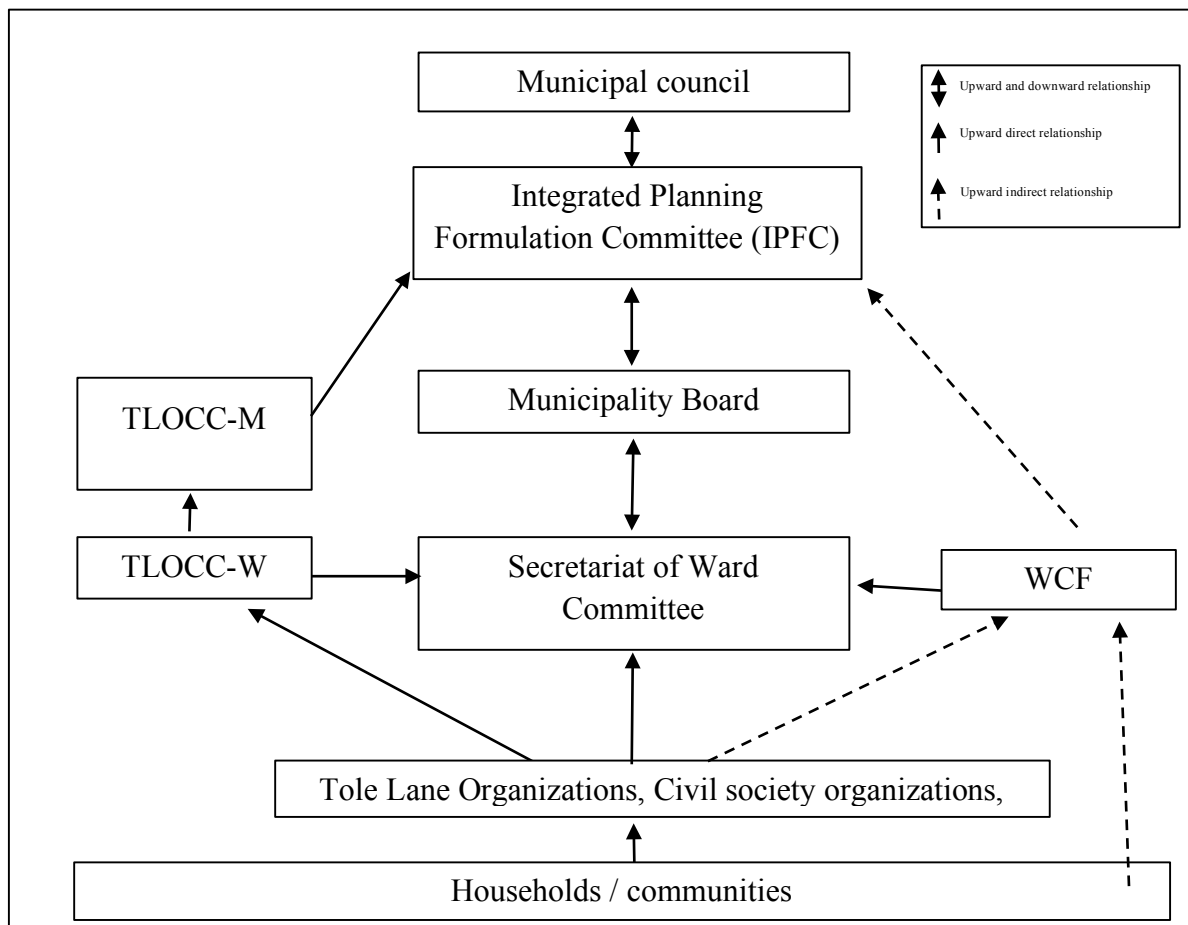 Municipal council
Upward and downward relationship
Upward direct relationship
Upward indirect relationship
Integrated Planning
Formulation Committee (IPFC)
TLOCC-M
Municipality Board
TLOCC-W
Secretariat of Ward
Committee
WCF
Tole Lane Organizations, Civil society organizations,
Households / communities